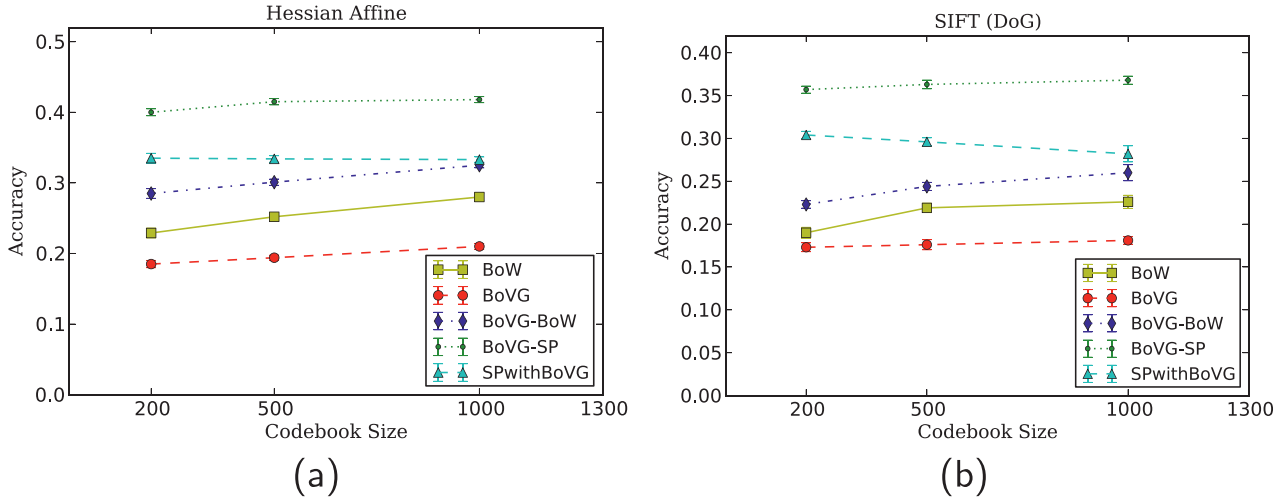 Hessian Affine
0.5
0.4
0.3
0.2
0.1
0.0
Accuracy
200
500
1000
1300
Codebook Size
BoW
BoVG
BoVG-BoW
BoVG-SP
SPwithBoVG
(a)
SIFT (DoG)
0.40
0.35
0.30
0.25
0.20
0.15
0.10
0.05
0.00
Accuracy
200
500
1000
1300
Codebook Size
BoW
BoVG
BoVG-BoW
BoVG-SP
SPwithBoVG
(b)